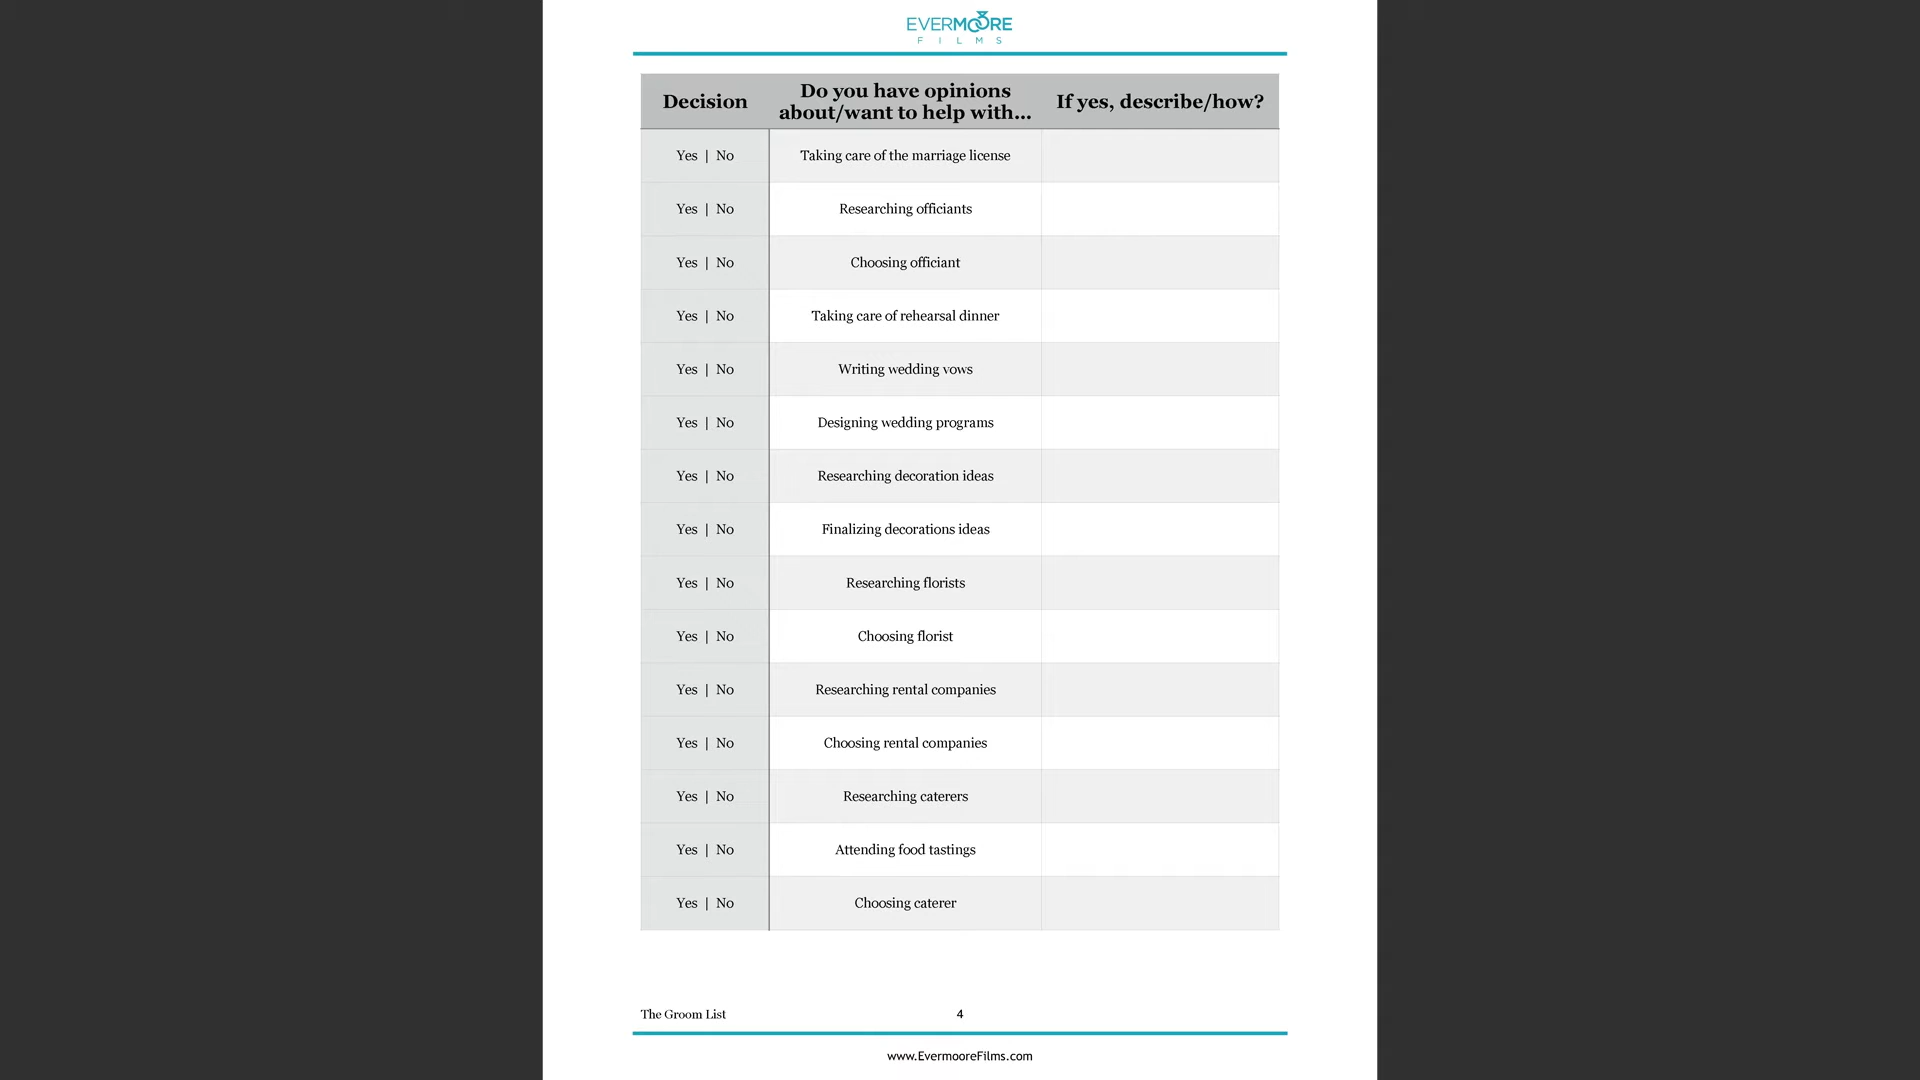 EVERMOORE
FILMS
Decision
Do you have opinions
about/want to help with...
If yes, describe/how?
Yes | No
Taking care of the marriage license
Yes | No
Researching officiants
Yes | No
Choosing officiant
Yes | No
Taking care of rehearsal dinner
Yes | No
Writing wedding vows
Yes | No
Designing wedding programs
Yes | No
Researching decoration ideas
Yes | No
Finalizing decorations ideas
Yes | No
Researching florists
Yes | No
Choosing florist
Yes | No
Researching rental companies
Yes | No
Choosing rental companies
Yes | No
Researching caterers
Yes | No
Attending food tastings
Yes | No
Choosing caterer
The Groom List
4
www.EvermooreFilms.com